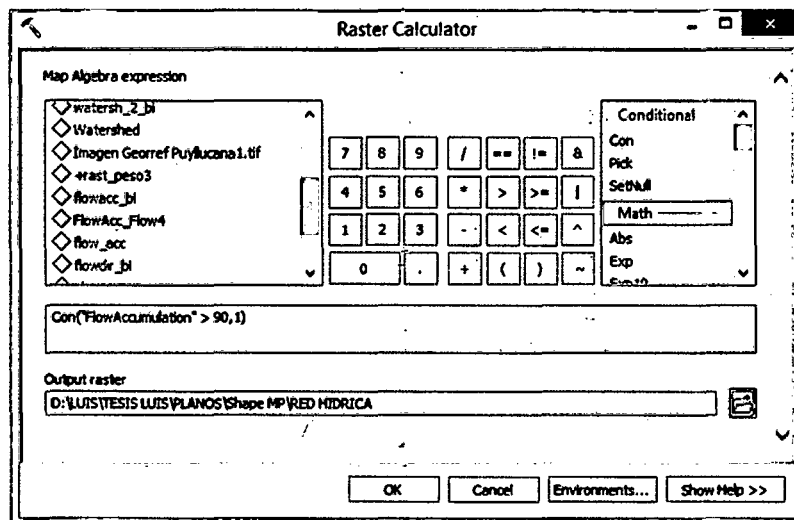 Raster Calculator
Map Algebra expression
watersh_2_bl
Watershed
Imagen Georref Puyllucana1.tif
+rast_peso3
flowacc_bl
FlowAcc_Flow4
flow_acc
flowdir_bl
7 8 9 / == != &
4 5 6 * > >= |
1 2 3 - < <= ^
0 . + ( ) ~
Conditional
Con
Pick
SetNull
Math
Abs
Exp
Exp10
Con("FlowAccumulation" > 90,1)
Output raster
D:\LUIS\TESIS LUIS\PLANOS\Shape MP\RED HIDRICA
OK Cancel Environments... Show Help >>